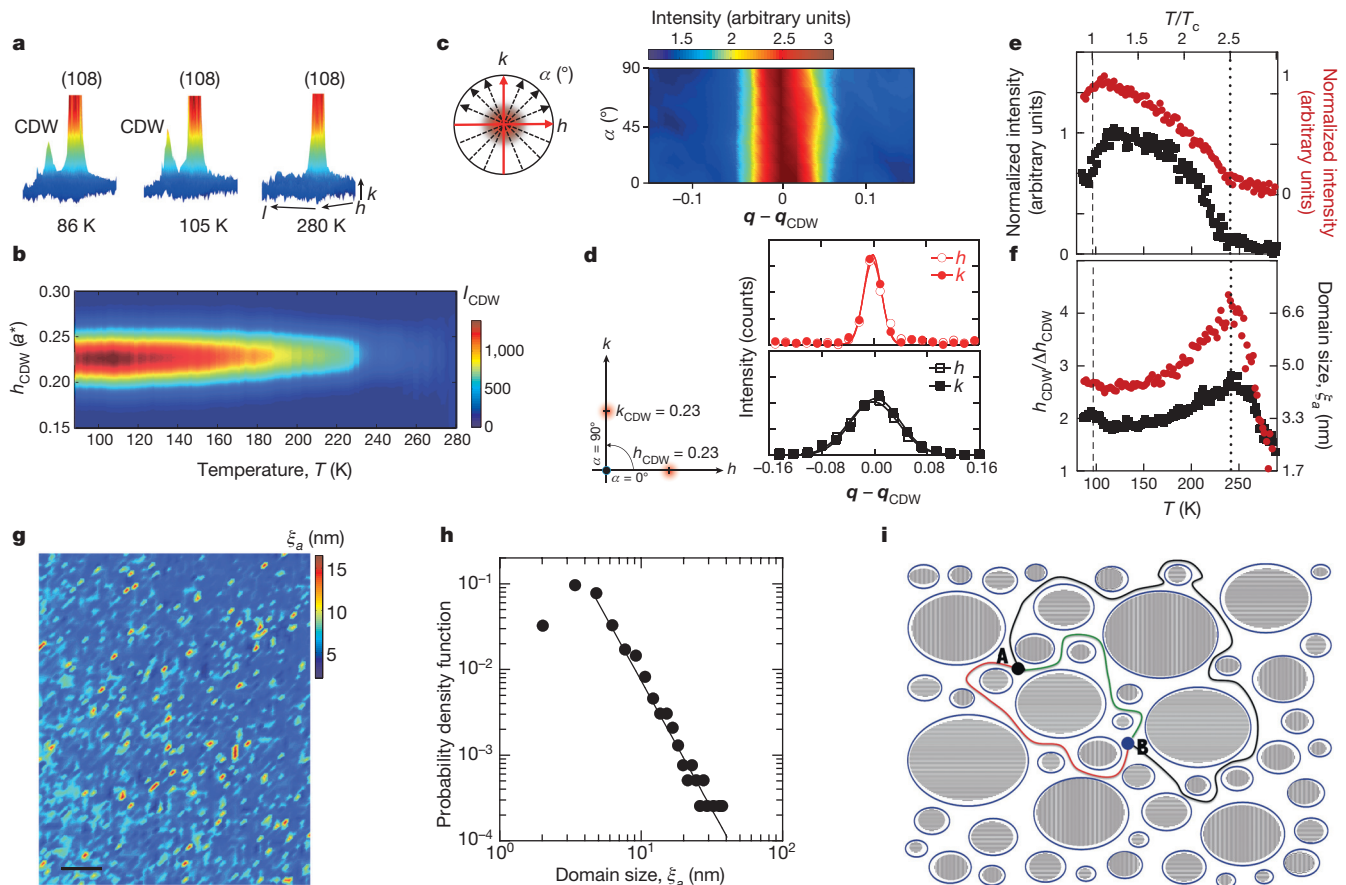 a
(108)
(108)
(108)
CDW
CDW
86 K
105 K
280 K
l
k
h
b
h_CDW (a*)
0.30
0.25
0.20
0.15
100 120 140 160 180 200 220 240 260 280
Temperature, T (K)
I_CDW
1,000
500
0
c
k
α (°)
h
Intensity (arbitrary units)
1.5 2 2.5 3
α (°)
90
45
0
−0.1 0 0.1
q − q_CDW
d
k
k_CDW = 0.23
α = 90°
h_CDW = 0.23
α = 0°
h
Intensity (counts)
h
k
h
k
−0.16 −0.08 0.00 0.08 0.16
q − q_CDW
e
T/T_c
1 1.5 2 2.5
Normalized intensity
(arbitrary units)
1
0
1
0
Normalized intensity
(arbitrary units)
f
h_CDW/Δh_CDW
4
3
2
1
6.6
5.0
3.3
1.7
Domain size, ξ_a (nm)
100 150 200 250
T (K)
g
ξ_a (nm)
15
10
5
h
Probability density function
10⁻¹
10⁻²
10⁻³
10⁻⁴
10⁰ 10¹ 10²
Domain size, ξ_a (nm)
i
A
B